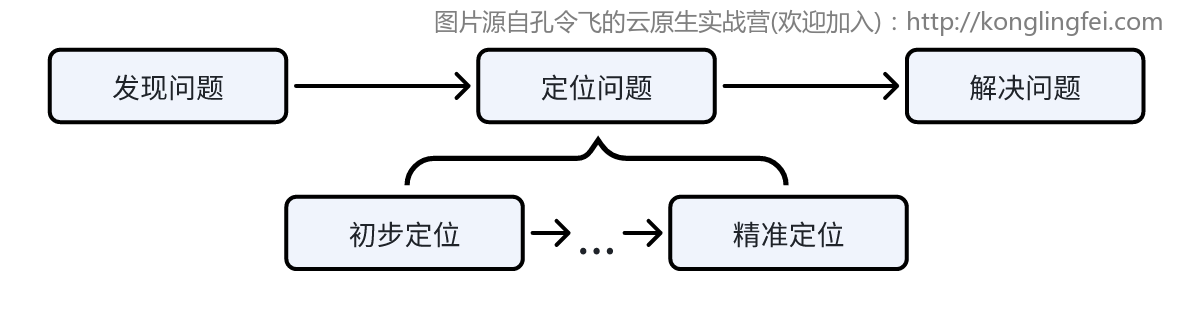 图片源自孔令飞的云原生实战营(欢迎加入)：http://konglingfei.com
发现问题
定位问题
解决问题
初步定位
...
精准定位